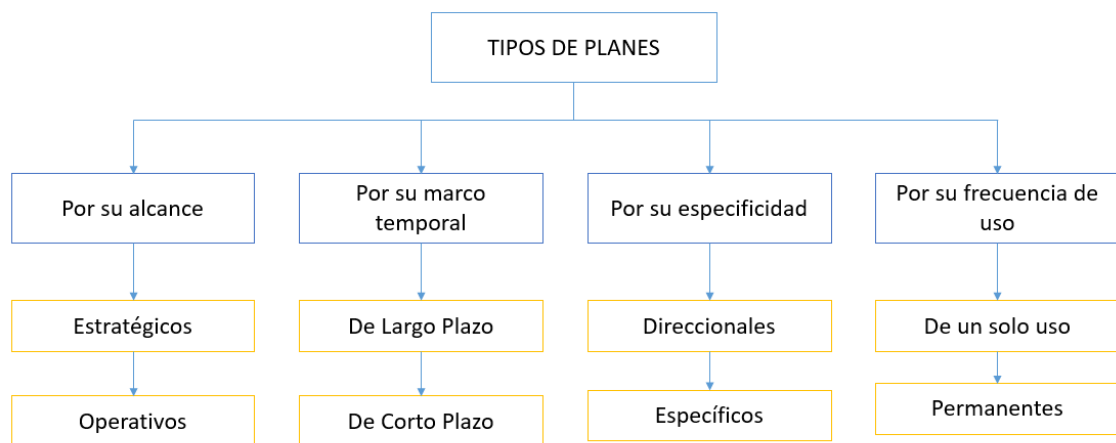 TIPOS DE PLANES
Por su alcance
Por su marco
temporal
Por su especificidad
Por su frecuencia de
uso
Estratégicos
De Largo Plazo
Direccionales
De un solo uso
Operativos
De Corto Plazo
Específicos
Permanentes